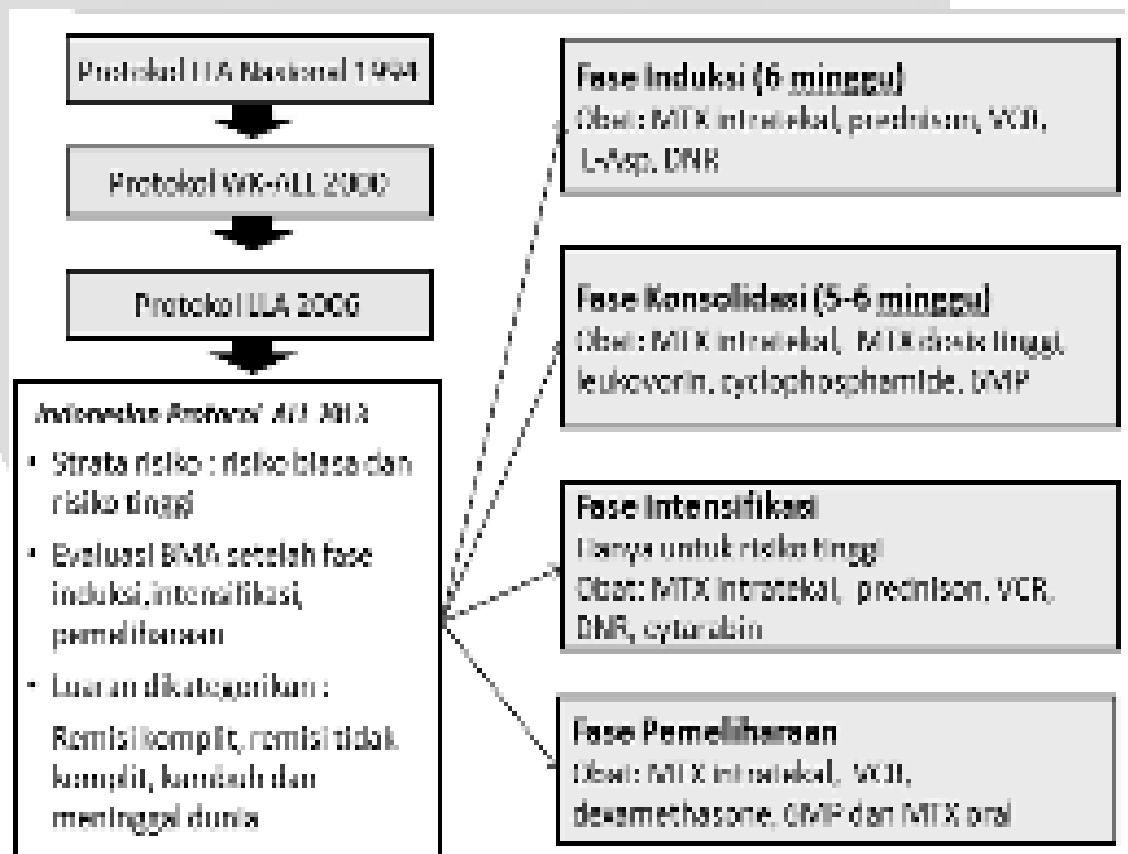 Protokol LLA Nasional 1994
Protokol WK-ALL 2000
Protokol LLA 2006
Indonesian Protocol ALL 2013
• Strata risiko : risiko biasa dan
risiko tinggi
• Evaluasi BMA setelah fase
induksi, intensifikasi,
pemeliharaan
• Luaran dikategorikan :
Remisi komplit, remisi tidak
komplit, kambuh dan
meninggal dunia
Fase Induksi (6 minggu)
Obat: MTX intratekal, prednison, VCR,
L-Asp, DNR
Fase Konsolidasi (5-6 minggu)
Obat: MTX intratekal, MTX dosis tinggi,
leukovorin, cyclophosphamide, 6MP
Fase Intensifikasi
Hanya untuk risiko tinggi
Obat: MTX intratekal, prednison, VCR,
DNR, cytarabin
Fase Pemeliharaan
Obat: MTX intratekal, VCR,
dexamethasone, 6MP dan MTX oral